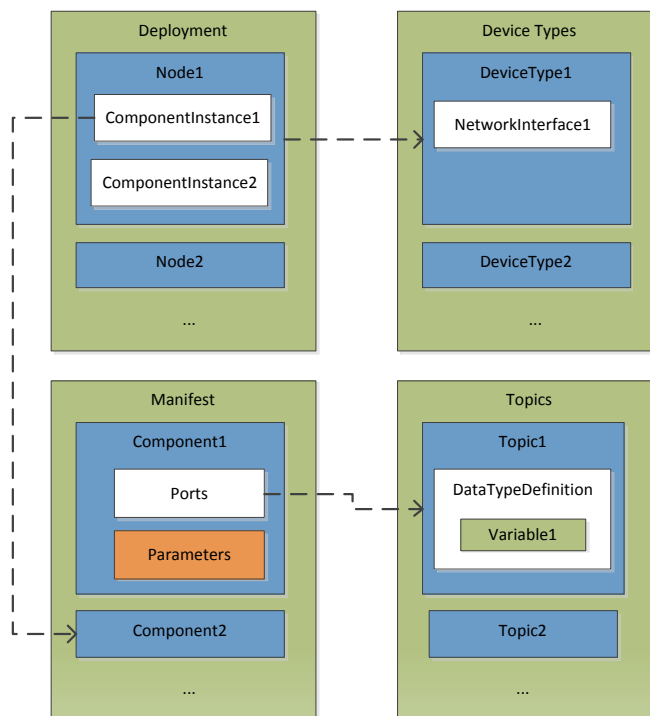 Deployment
Node1
ComponentInstance1
ComponentInstance2
Node2
...
Device Types
DeviceType1
NetworkInterface1
DeviceType2
...
Manifest
Component1
Ports
Parameters
Component2
...
Topics
Topic1
DataTypeDefinition
Variable1
Topic2
...